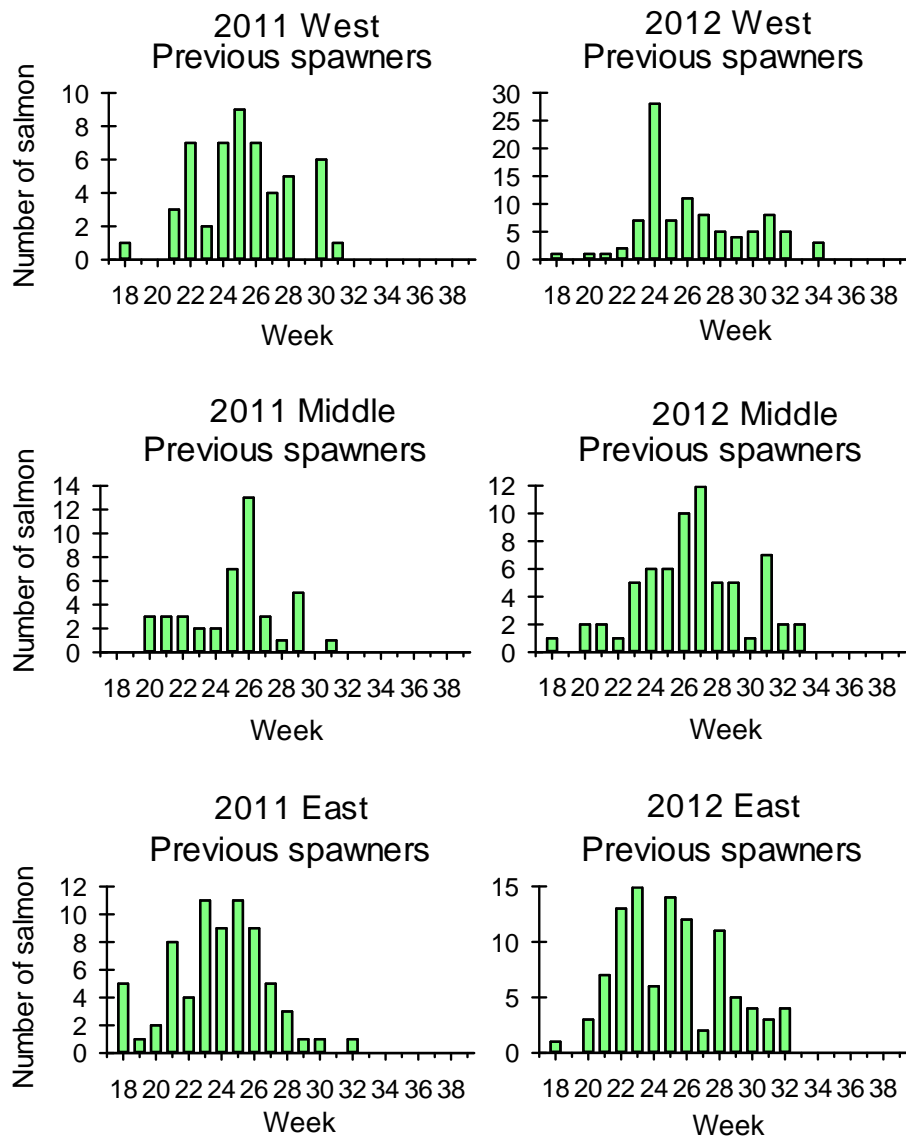 2011 West
Previous spawners
Number of salmon
10
8
6
4
2
0
18 20 22 24 26 28 30 32 34 36 38
Week
2012 West
Previous spawners
30
25
20
15
10
5
0
18 20 22 24 26 28 30 32 34 36 38
Week
2011 Middle
Previous spawners
Number of salmon
14
12
10
8
6
4
2
0
18 20 22 24 26 28 30 32 34 36 38
Week
2012 Middle
Previous spawners
12
10
8
6
4
2
0
18 20 22 24 26 28 30 32 34 36 38
Week
2011 East
Previous spawners
Number of salmon
12
10
8
6
4
2
0
18 20 22 24 26 28 30 32 34 36 38
Week
2012 East
Previous spawners
15
10
5
0
18 20 22 24 26 28 30 32 34 36 38
Week